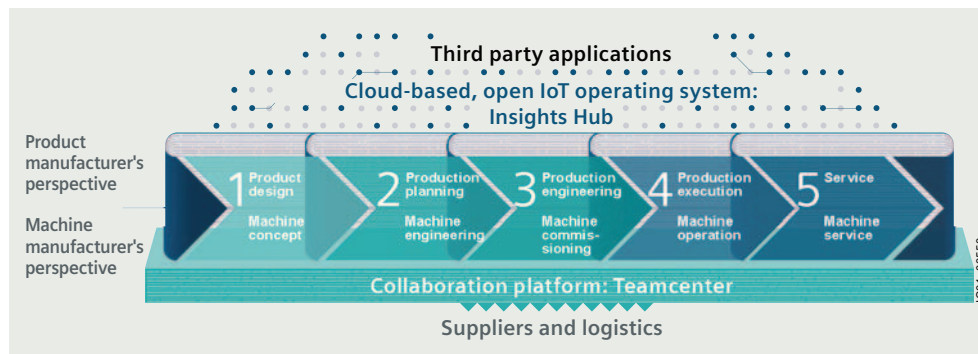 Third party applications
Cloud-based, open IoT operating system:
Insights Hub
Product
manufacturer's
perspective
Machine
manufacturer's
perspective
1 Product
design
Machine
concept
2 Production
planning
Machine
engineering
3 Production
engineering
Machine
commis-
sioning
4 Production
execution
Machine
operation
5 Service
Machine
service
Collaboration platform: Teamcenter
Suppliers and logistics